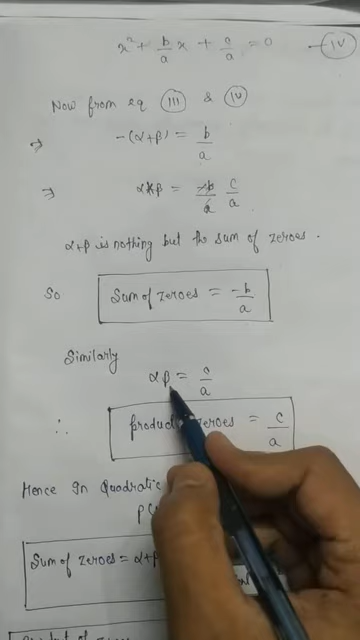 x² + b/a x + c/a = 0 — IV
Now from eq III & IV
⇒ -(α+β) = b/a
⇒ α*β = c/a
α+β is nothing but the sum of zeroes.
So Sum of zeroes = -b/a
Similarly
αβ = c/a
∴ product zeroes = c/a
Hence In Quadratic
p(
Sum of zeroes = α+β